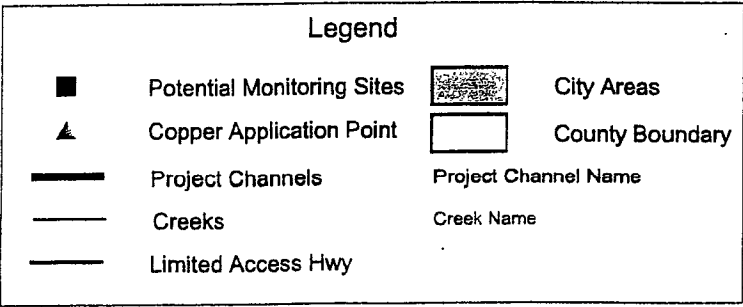 Legend
Potential Monitoring Sites
City Areas
Copper Application Point
County Boundary
Project Channels
Project Channel Name
Creeks
Creek Name
Limited Access Hwy